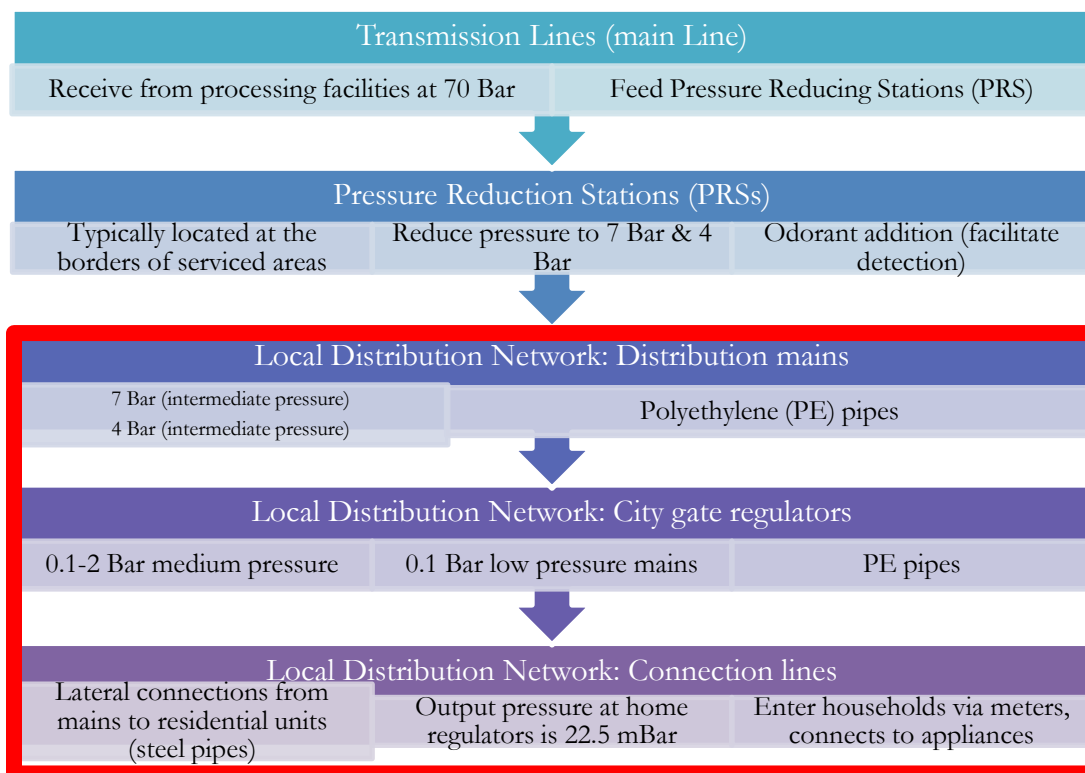 Transmission Lines (main Line)
Receive from processing facilities at 70 Bar
Feed Pressure Reducing Stations (PRS)
Pressure Reduction Stations (PRSs)
Typically located at the
borders of serviced areas
Reduce pressure to 7 Bar & 4
Bar
Odorant addition (facilitate
detection)
Local Distribution Network: Distribution mains
7 Bar (intermediate pressure)
4 Bar (intermediate pressure)
Polyethylene (PE) pipes
Local Distribution Network: City gate regulators
0.1-2 Bar medium pressure
0.1 Bar low pressure mains
PE pipes
Local Distribution Network: Connection lines
Lateral connections from
mains to residential units
(steel pipes)
Output pressure at home
regulators is 22.5 mBar
Enter households via meters,
connects to appliances